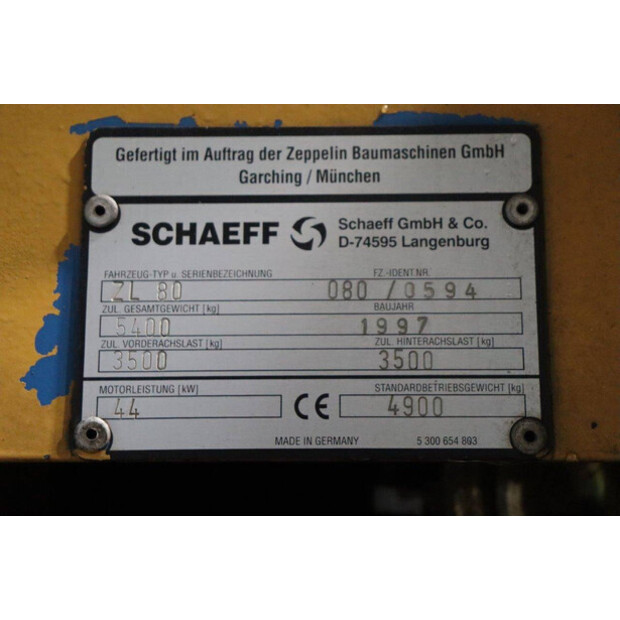 Gefertigt im Auftrag der Zeppelin Baumaschinen GmbH
Garching / München
SCHAEFF
Schaeff GmbH & Co.
D-74595 Langenburg
FAHRZEUG-TYP u. SERIENBEZEICHNUNG FZ.-IDENT.NR.
ZL 80 080 / 0594
ZUL. GESAMTGEWICHT [kg] BAUJAHR
5400 1997
ZUL. VORDERACHSLAST [kg] ZUL. HINTERACHSLAST [kg]
3500 3500
MOTORLEISTUNG [kW] STANDARDBETRIEBSGEWICHT [kg]
44 CE 4900
MADE IN GERMANY 5 300 654 893